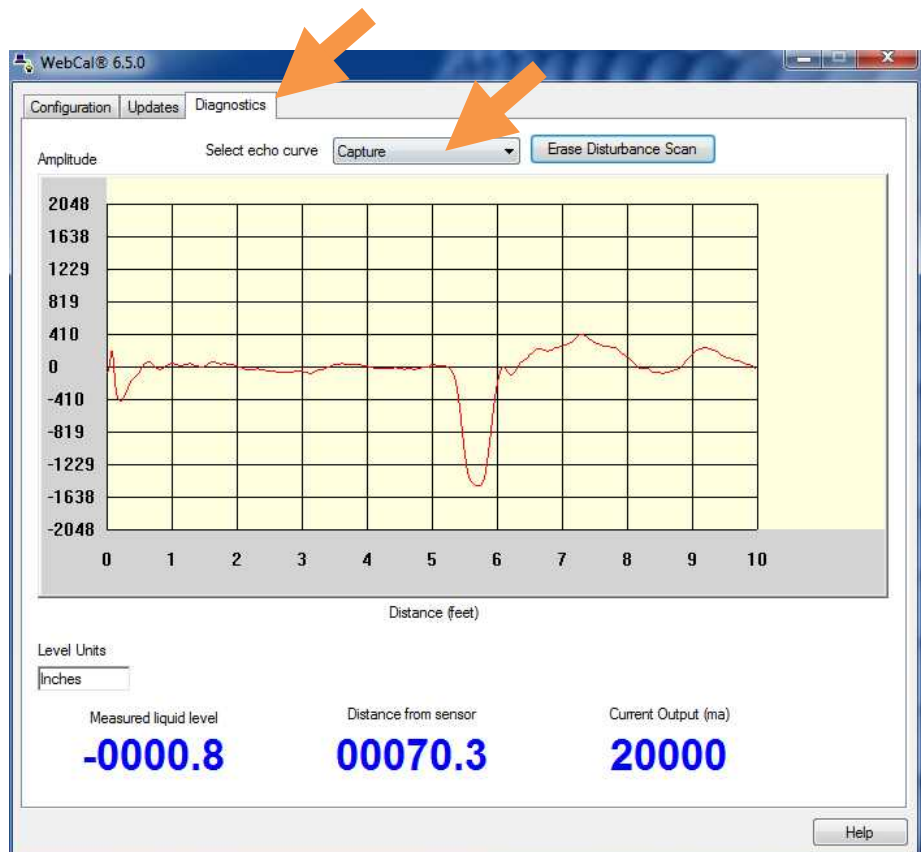 WebCal® 6.5.0
Configuration Updates Diagnostics
Select echo curve Capture Erase Disturbance Scan
Amplitude
2048
1638
1229
819
410
0
-410
-819
-1229
-1638
-2048
0 1 2 3 4 5 6 7 8 9 10
Distance (feet)
Level Units
Inches
Measured liquid level Distance from sensor Current Output (ma)
-0000.8 00070.3 20000
Help